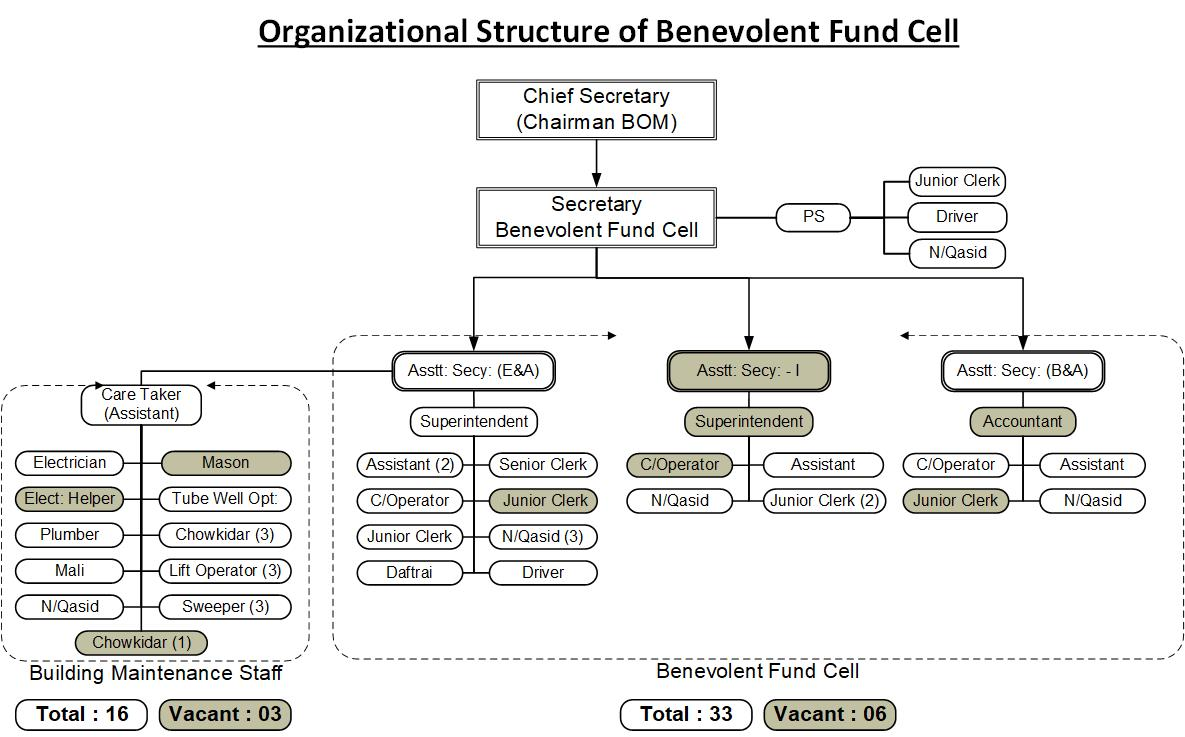 Organizational Structure of Benevolent Fund Cell
Chief Secretary
(Chairman BOM)
Secretary
Benevolent Fund Cell
PS
Junior Clerk
Driver
N/Qasid
Asstt: Secy: (E&A)
Asstt: Secy: - I
Asstt: Secy: (B&A)
Care Taker
(Assistant)
Electrician
Mason
Elect: Helper
Tube Well Opt:
Plumber
Chowkidar (3)
Mali
Lift Operator (3)
N/Qasid
Sweeper (3)
Chowkidar (1)
Superintendent
Assistant (2)
Senior Clerk
C/Operator
Junior Clerk
Junior Clerk
N/Qasid (3)
Daftrai
Driver
Superintendent
C/Operator
Assistant
N/Qasid
Junior Clerk (2)
Accountant
C/Operator
Assistant
Junior Clerk
N/Qasid
Building Maintenance Staff
Total : 16
Vacant : 03
Benevolent Fund Cell
Total : 33
Vacant : 06